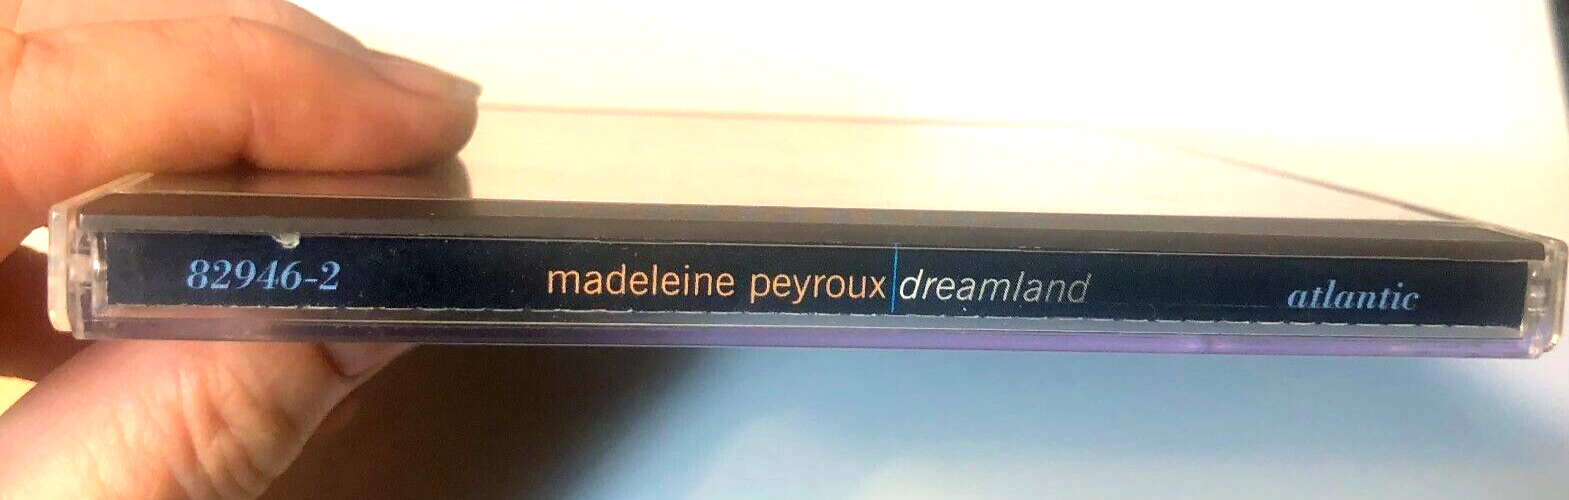 82946-2 madeleine peyroux dreamland atlantic